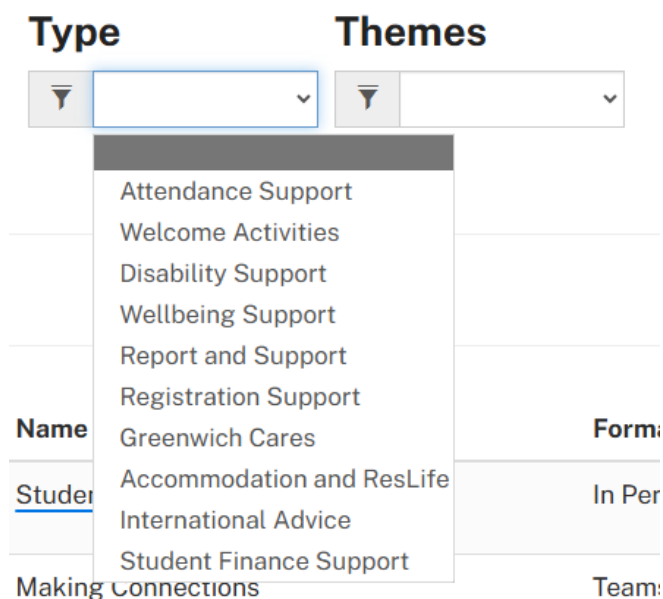 Type Themes
Attendance Support
Welcome Activities
Disability Support
Wellbeing Support
Report and Support
Registration Support
Greenwich Cares
Accommodation and ResLife
International Advice
Student Finance Support
Name Forma
Studen In Per
Making Connections Teams